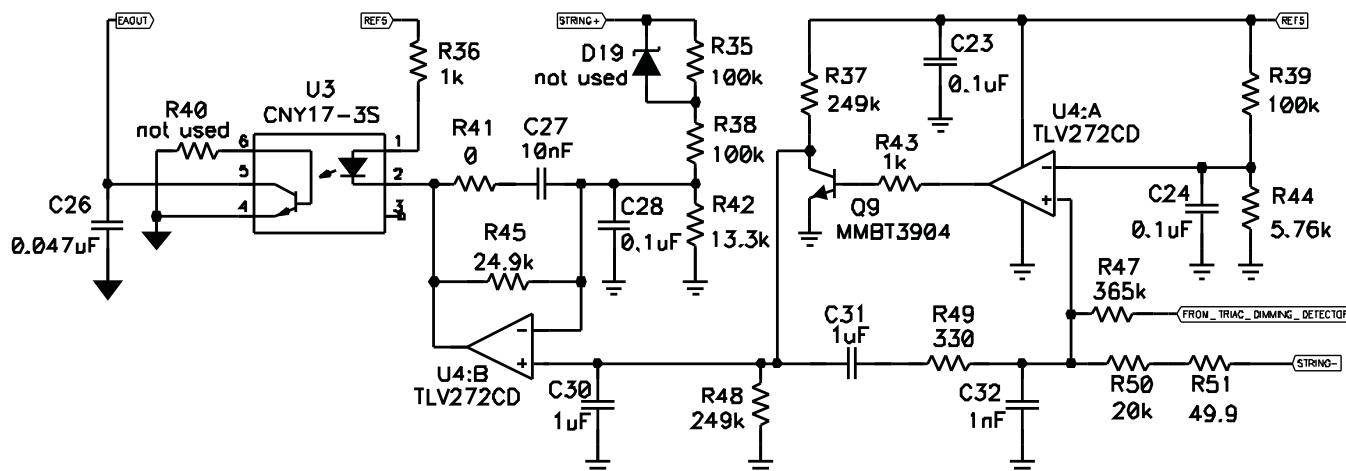 EAOUT
REF5
STRING+
REF5
R36
1k
D19
not used
R35
100k
R37
249k
C23
0.1uF
U4:A
TLV272CD
R39
100k
U3
CNY17-3S
R40
not used
R41
0
C27
10nF
R38
100k
R43
1k
6
5
4
1
2
3
-
+
C26
0.047uF
C28
0.1uF
R42
13.3k
Q9
MMBT3904
C24
0.1uF
R44
5.76k
R45
24.9k
R47
365k
FROM_TRIAC_DIMMING_DETECTOR
-
+
U4:B
TLV272CD
C31
1uF
R49
330
STRING-
C30
1uF
R48
249k
C32
1nF
R50
20k
R51
49.9